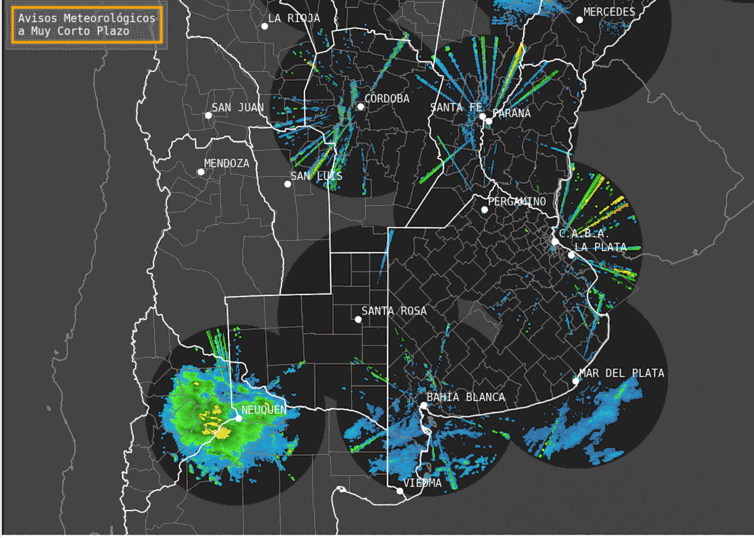 Avisos Meteorológicos
a Muy Corto Plazo
LA RIOJA
MERCEDES
SAN JUAN
CORDOBA
SANTA FE
PARANA
MENDOZA
SAN LUIS
PERGAMINO
C.A.B.A.
LA PLATA
SANTA ROSA
MAR DEL PLATA
BAHIA BLANCA
NEUQUEN
VIEDMA